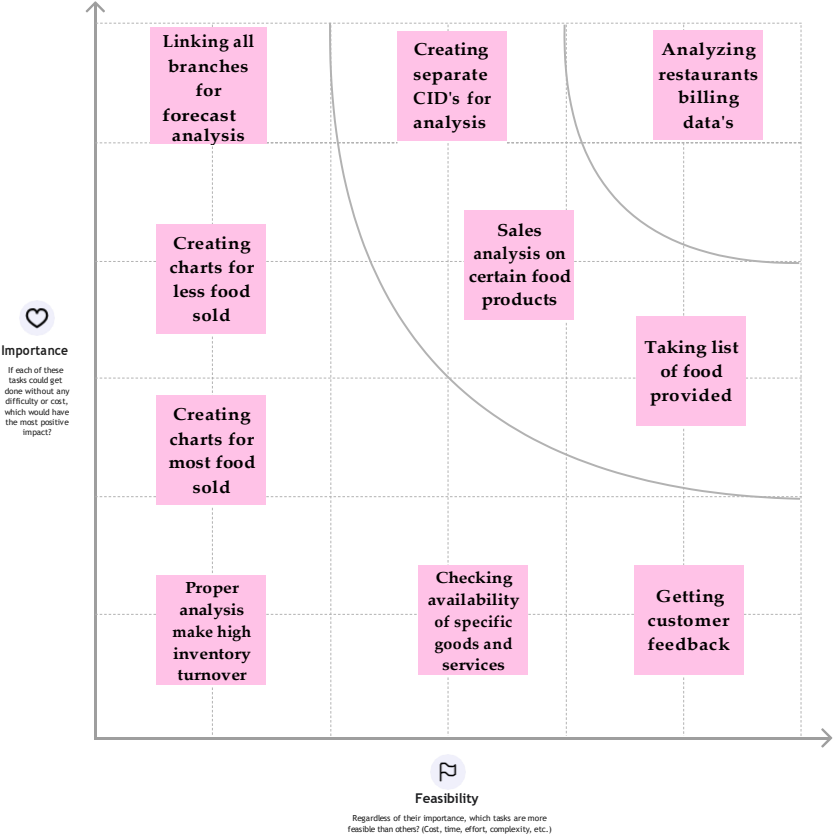 Linking all
branches
for
forecast
analysis
Creating
separate
CID's for
analysis
Analyzing
restaurants
billing
data's
Creating
charts for
less food
sold
Sales
analysis on
certain food
products
Taking list
of food
provided
Creating
charts for
most food
sold
Proper
analysis
make high
inventory
turnover
Checking
availability
of specific
goods and
services
Getting
customer
feedback
Importance
If each of these
tasks could get
done without any
difficulty or cost,
which would have
the most positive
impact?
Feasibility
Regardless of their importance, which tasks are more
feasible than others? (Cost, time, effort, complexity, etc.)